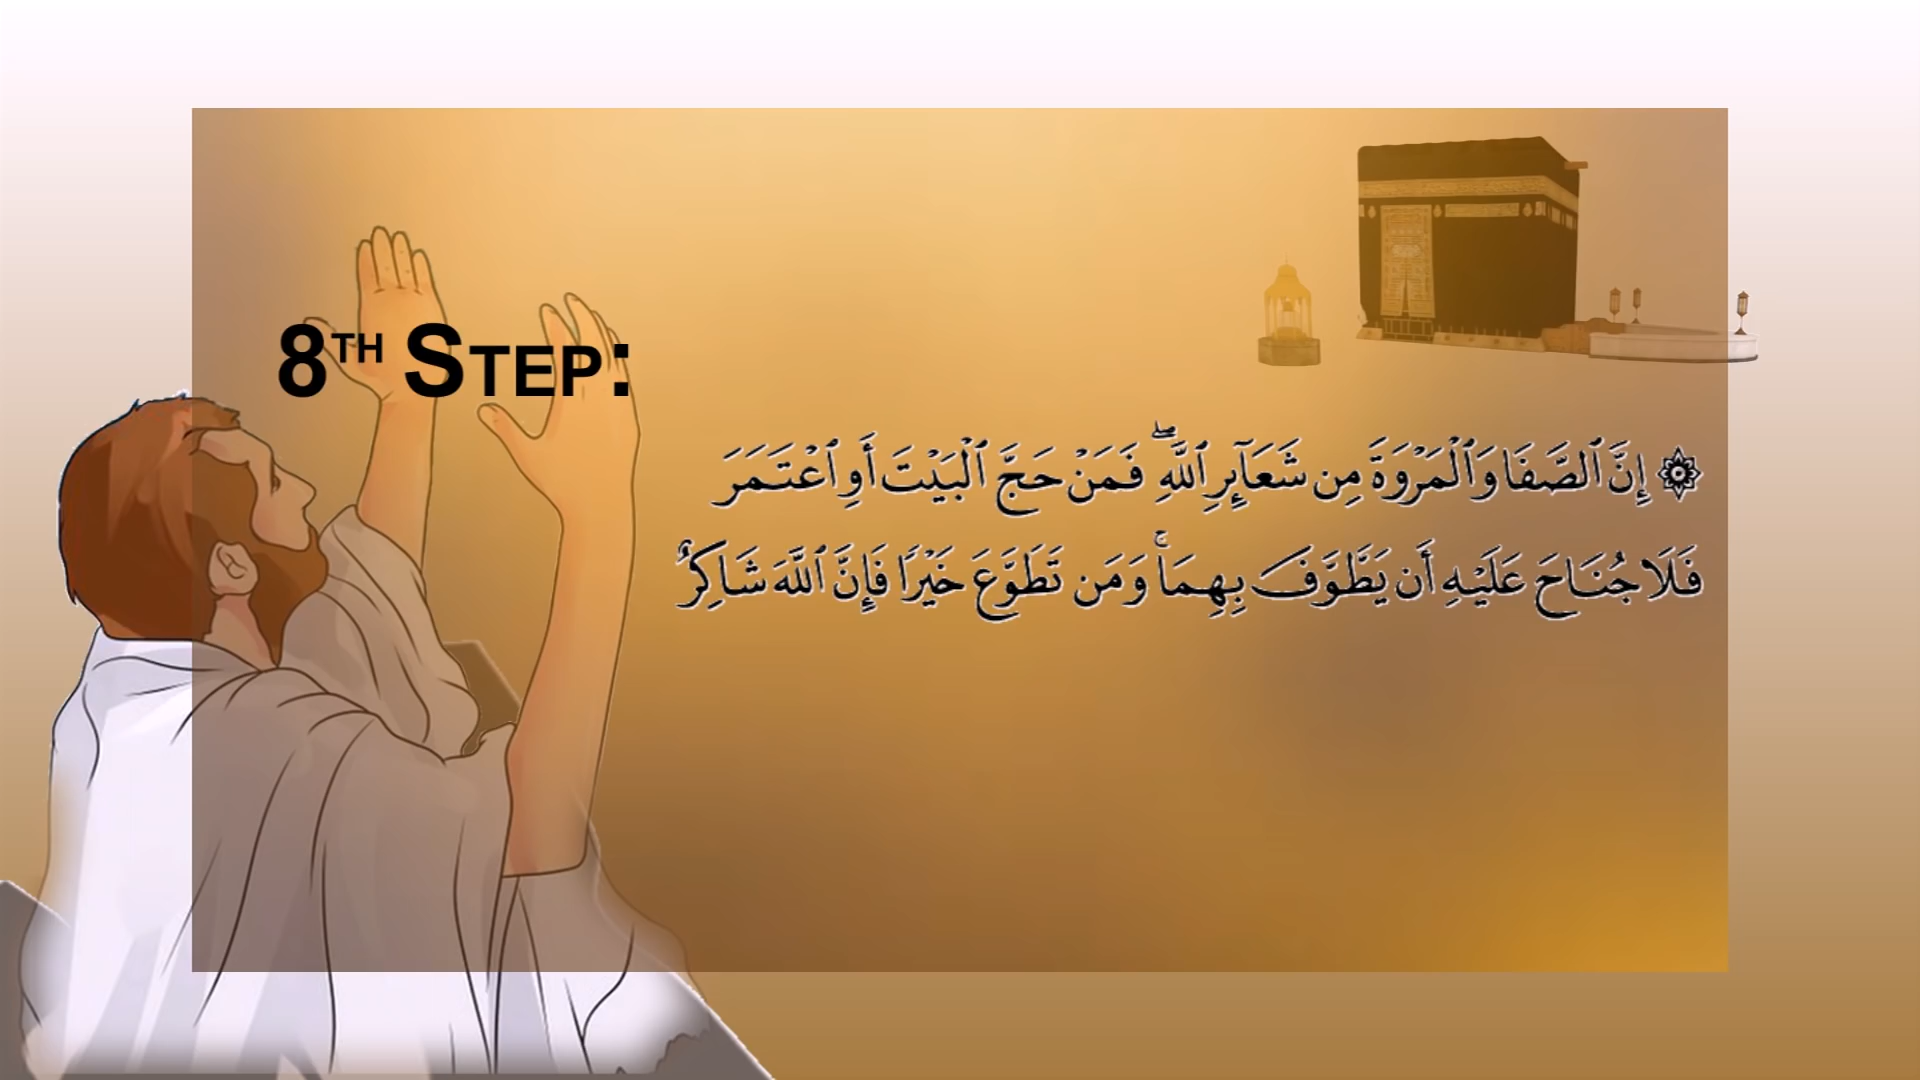 8TH STEP:
۞ إِنَّ ٱلصَّفَا وَٱلْمَرْوَةَ مِن شَعَآئِرِ ٱللَّهِ ۖ فَمَنْ حَجَّ ٱلْبَيْتَ أَوِ ٱعْتَمَرَ
فَلَا جُنَاحَ عَلَيْهِ أَن يَطَّوَّفَ بِهِمَا ۚ وَمَن تَطَوَّعَ خَيْرًا فَإِنَّ ٱللَّهَ شَاكِرٌ